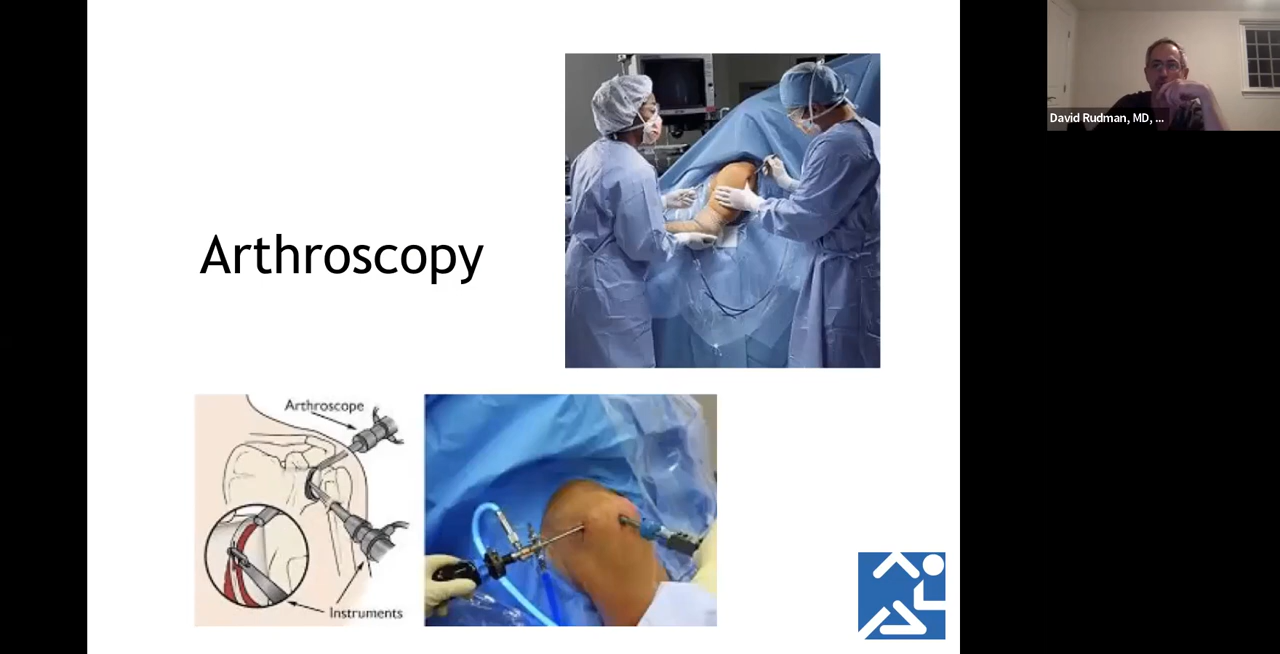 David Rudman, MD, ...
Arthroscopy
Arthroscope
Instruments